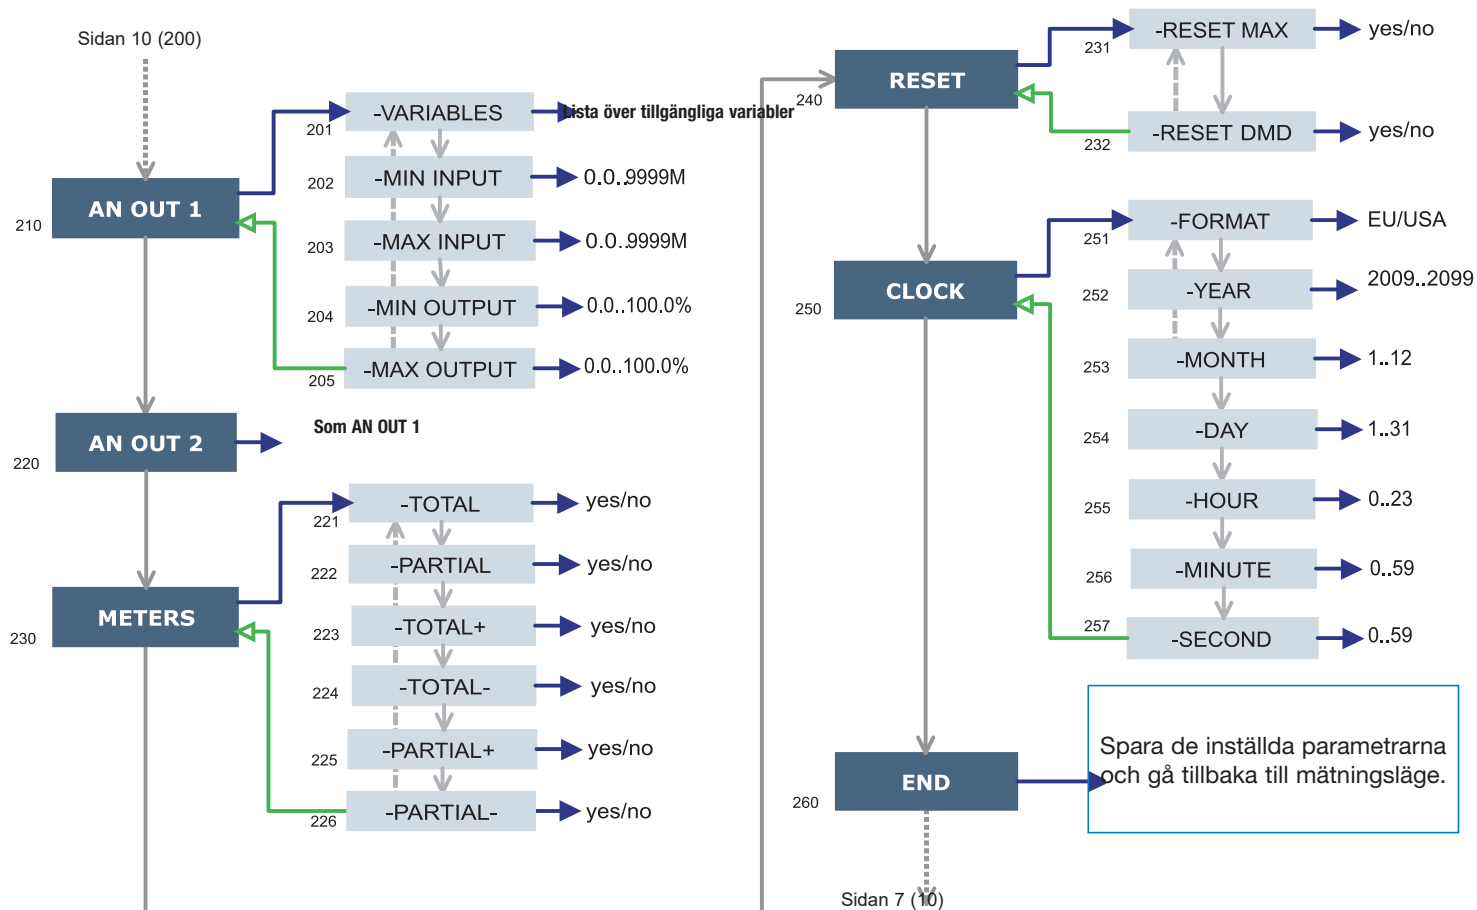 Sidan 10 (200)
210
AN OUT 1
201
-VARIABLES
Lista över tillgängliga variabler
202
-MIN INPUT
0.0..9999M
203
-MAX INPUT
0.0..9999M
204
-MIN OUTPUT
0.0..100.0%
205
-MAX OUTPUT
0.0..100.0%
220
AN OUT 2
Som AN OUT 1
230
METERS
221
-TOTAL
yes/no
222
-PARTIAL
yes/no
223
-TOTAL+
yes/no
224
-TOTAL-
yes/no
225
-PARTIAL+
yes/no
226
-PARTIAL-
yes/no
240
RESET
231
-RESET MAX
yes/no
232
-RESET DMD
yes/no
250
CLOCK
251
-FORMAT
EU/USA
252
-YEAR
2009..2099
253
-MONTH
1..12
254
-DAY
1..31
255
-HOUR
0..23
256
-MINUTE
0..59
257
-SECOND
0..59
260
END
Spara de inställda parametrarna
och gå tillbaka till mätningsläge.
Sidan 7 (10)